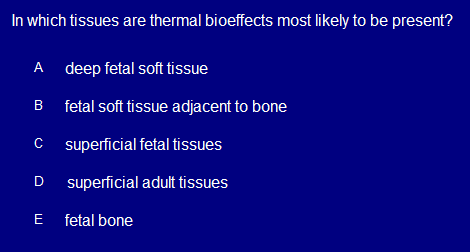 In which tissues are thermal bioeffects most likely to be present?
A deep fetal soft tissue
B fetal soft tissue adjacent to bone
C superficial fetal tissues
D superficial adult tissues
E fetal bone